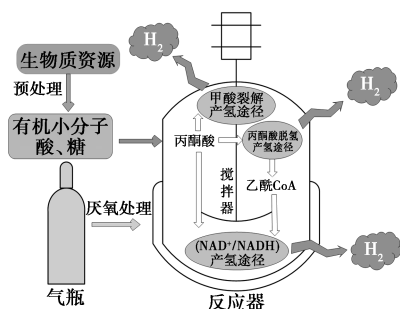 H₂
生物质资源
H₂
预处理
甲酸裂解
产氢途径
有机小分子
酸、糖
丙酮酸
丙酮酸脱氢
产氢途径
搅拌器
乙酰CoA
厌氧处理
(NAD⁺/NADH)
产氢途径
H₂
气瓶
反应器